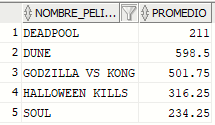 NOMBRE_PELI... PROMEDIO
1 DEADPOOL 211
2 DUNE 598.5
3 GODZILLA VS KONG 501.75
4 HALLOWEEN KILLS 316.25
5 SOUL 234.25